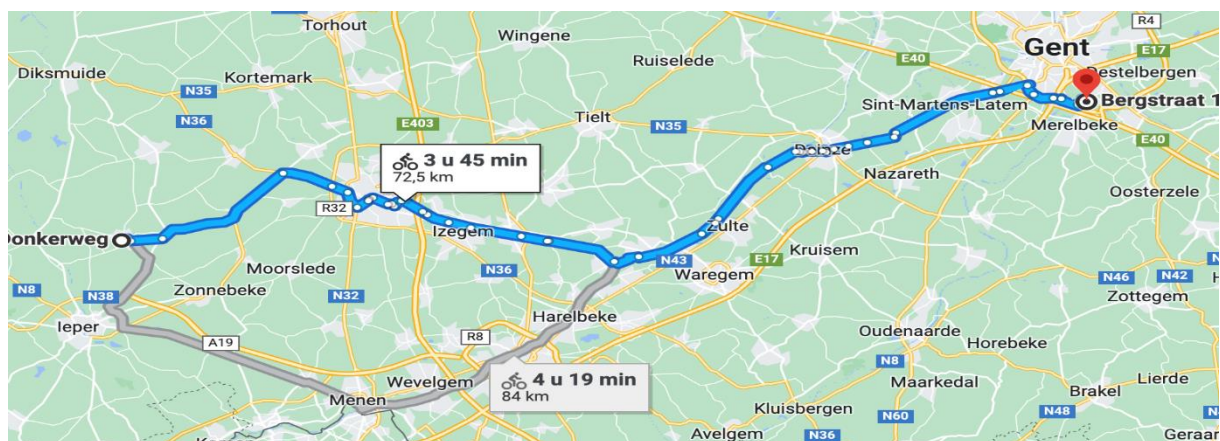 Torhout
Wingene
Gent
R4
E17
Diksmuide
Kortemark
Ruiselede
E40
Destelbergen
N35
E403
Sint-Martens-Latem
Bergstraat 1
N36
Tielt
N35
Merelbeke
3 u 45 min
72,5 km
Deinze
E40
Nazareth
Oosterzele
R32
Donkerweg
Izegem
Zulte
Kruisem
N43
E17
Moorslede
N36
Waregem
N46
N42
N8
N38
Zonnebeke
N32
Zottegem
Ieper
Harelbeke
Oudenaarde
R8
Horebeke
A19
N8
4 u 19 min
84 km
Wevelgem
Maarkedal
Lierde
Menen
Brakel
Kluisbergen
N60
N48
Avelgem
N36
Geraar